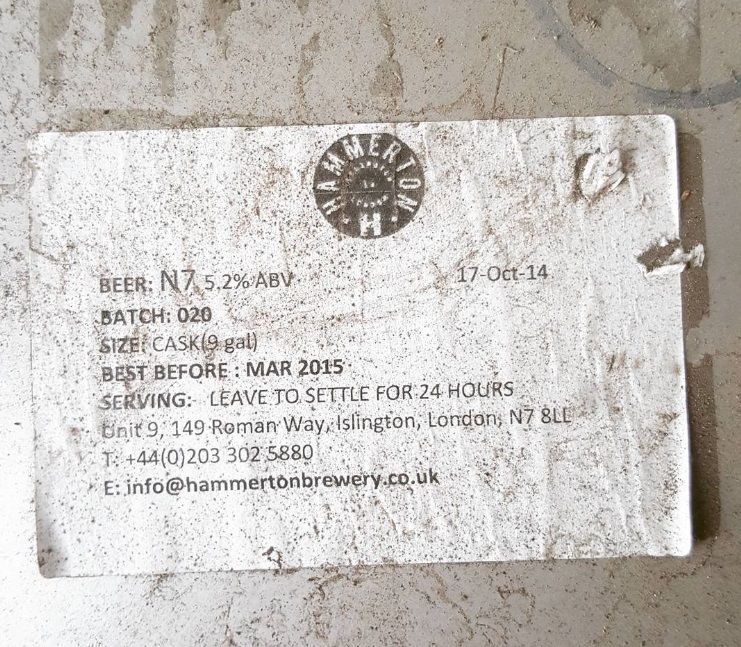 HAMMERTON
H
BEER: N7 5.2% ABV 17-Oct-14
BATCH: 020
SIZE: CASK(9 gal)
BEST BEFORE : MAR 2015
SERVING: LEAVE TO SETTLE FOR 24 HOURS
Unit 9, 149 Roman Way, Islington, London, N7 8LL
T: +44(0)203 302 5880
E: info@hammertonbrewery.co.uk